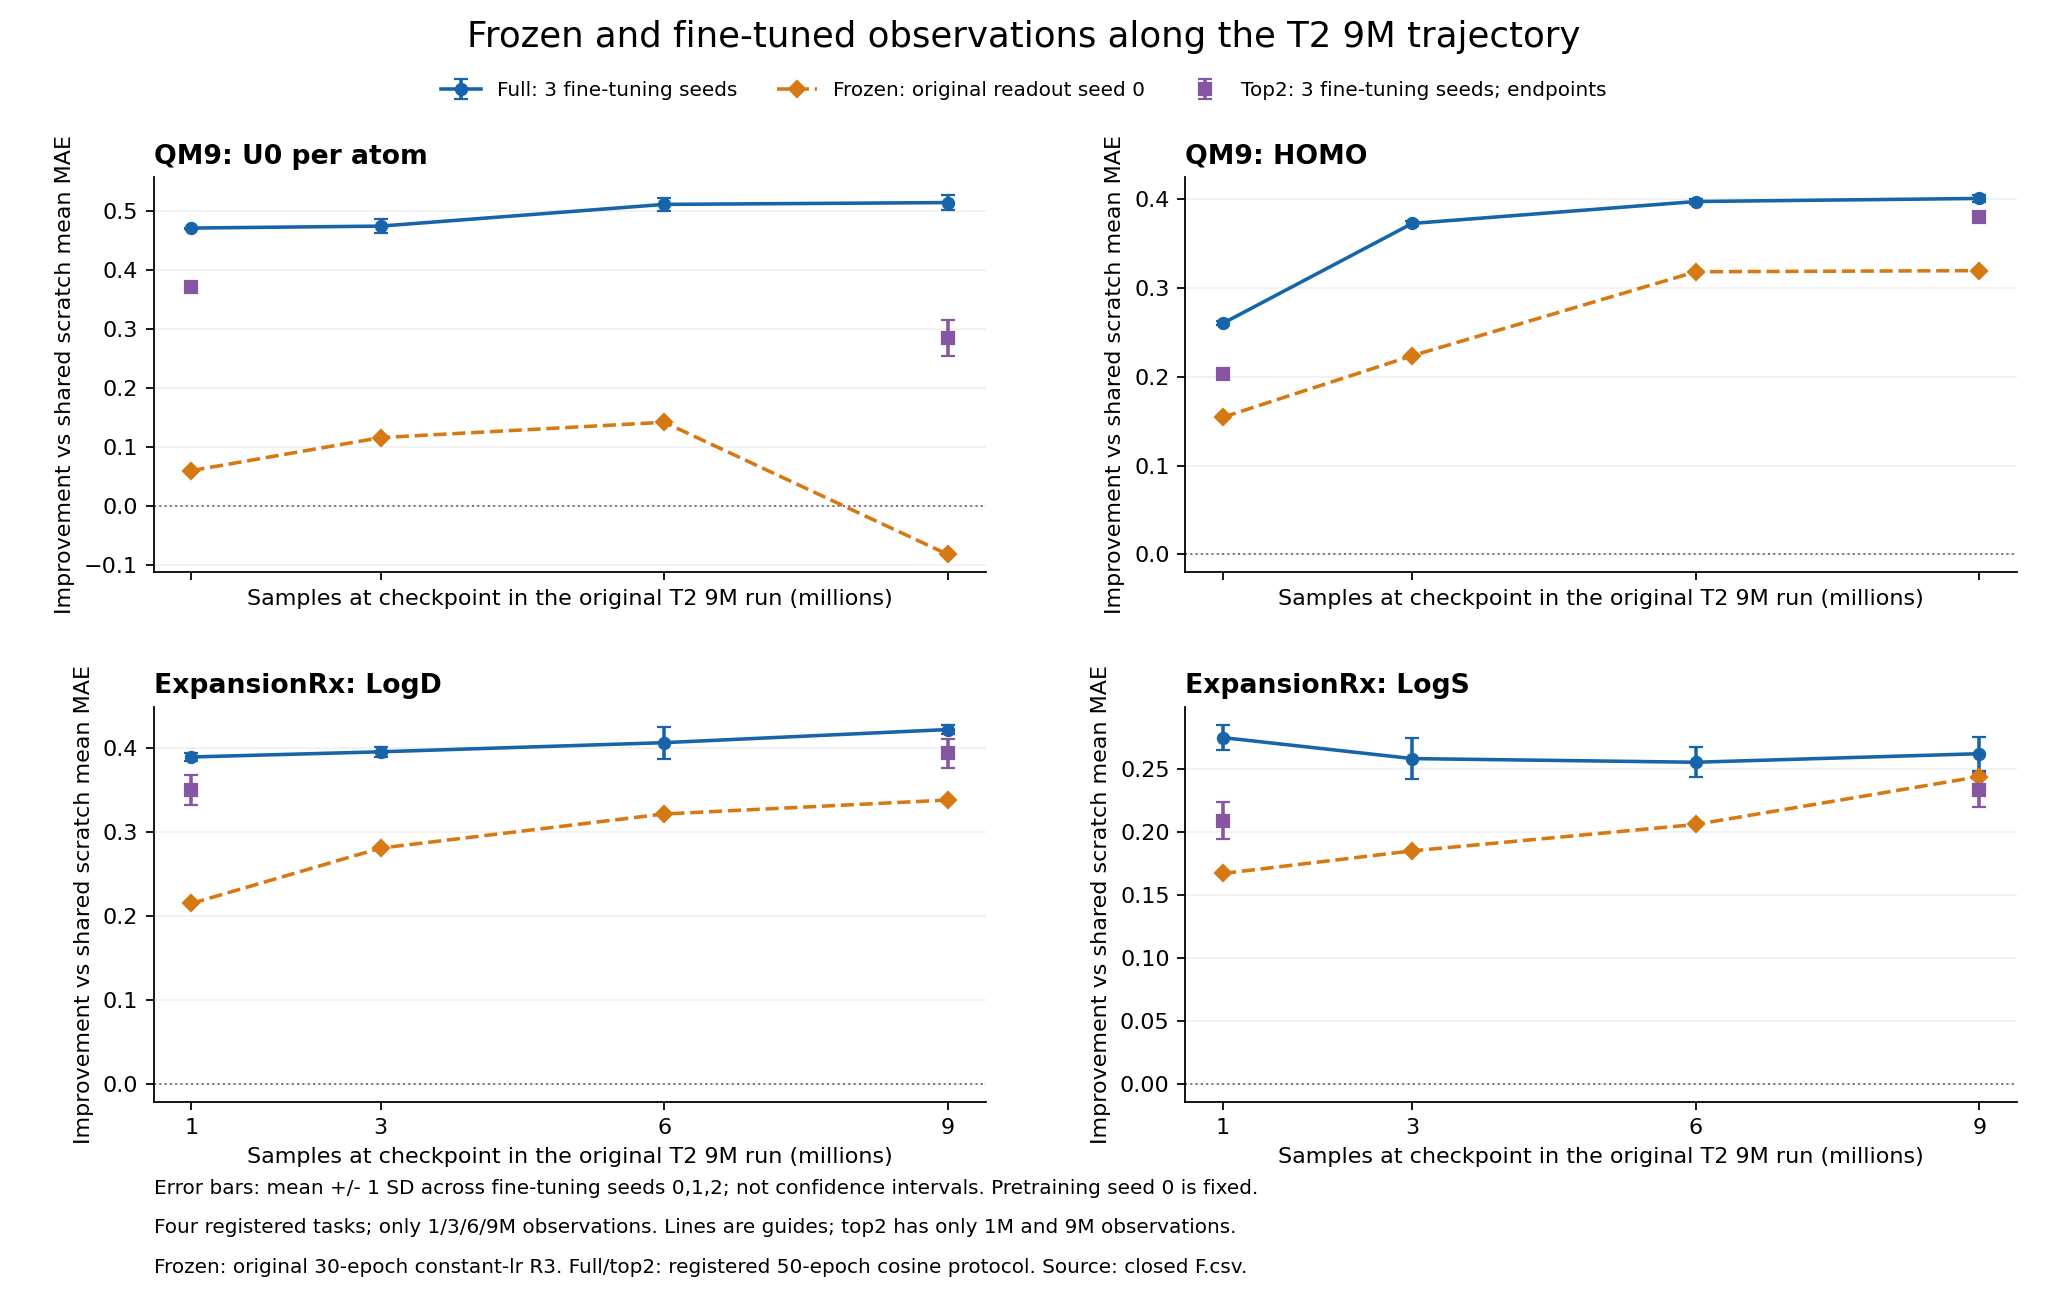 Frozen and fine-tuned observations along the T2 9M trajectory
Full: 3 fine-tuning seeds
Frozen: original readout seed 0
Top2: 3 fine-tuning seeds; endpoints
QM9: U0 per atom
Improvement vs shared scratch mean MAE
0.5
0.4
0.3
0.2
0.1
0.0
−0.1
Samples at checkpoint in the original T2 9M run (millions)
QM9: HOMO
Improvement vs shared scratch mean MAE
0.4
0.3
0.2
0.1
0.0
Samples at checkpoint in the original T2 9M run (millions)
ExpansionRx: LogD
Improvement vs shared scratch mean MAE
0.4
0.3
0.2
0.1
0.0
1 3 6 9
Samples at checkpoint in the original T2 9M run (millions)
ExpansionRx: LogS
Improvement vs shared scratch mean MAE
0.25
0.20
0.15
0.10
0.05
0.00
1 3 6 9
Samples at checkpoint in the original T2 9M run (millions)
Error bars: mean +/- 1 SD across fine-tuning seeds 0,1,2; not confidence intervals. Pretraining seed 0 is fixed.
Four registered tasks; only 1/3/6/9M observations. Lines are guides; top2 has only 1M and 9M observations.
Frozen: original 30-epoch constant-lr R3. Full/top2: registered 50-epoch cosine protocol. Source: closed F.csv.